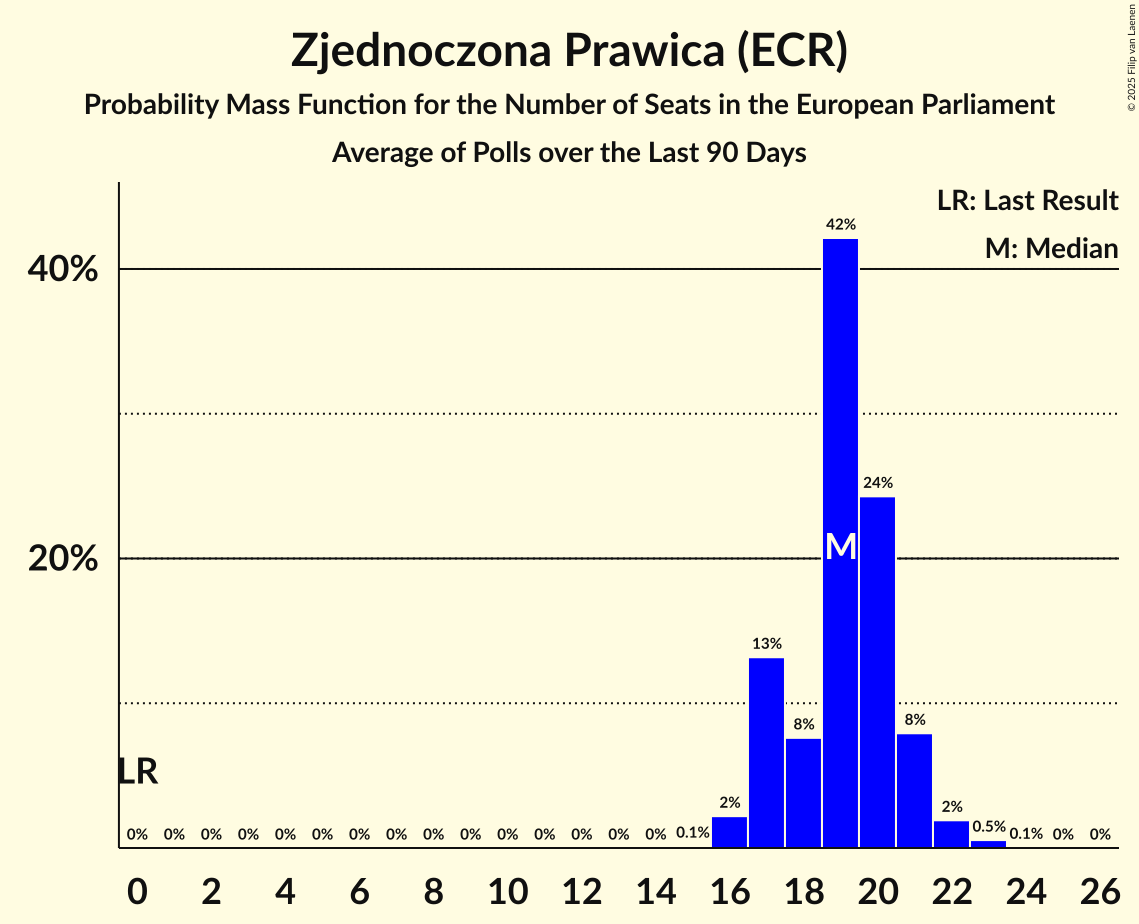 Zjednoczona Prawica (ECR)
Probability Mass Function for the Number of Seats in the European Parliament
Average of Polls over the Last 90 Days
© 2025 Filip van Laenen
LR: Last Result
M: Median
42%
40%
24%
M
20%
13%
8%
8%
LR
2%
2%
0% 0% 0% 0% 0% 0% 0% 0% 0% 0% 0% 0% 0% 0% 0% 0.1% 0.5% 0.1% 0% 0%
0 2 4 6 8 10 12 14 16 18 20 22 24 26